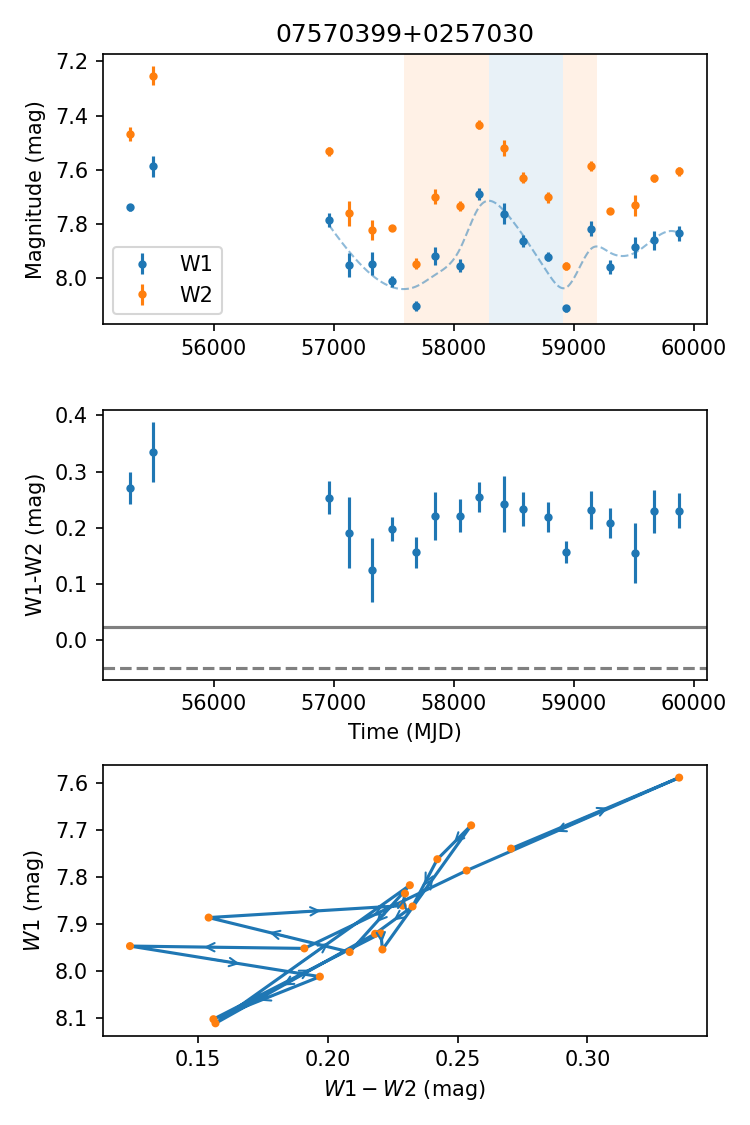 07570399+0257030
Magnitude (mag)
7.2
7.4
7.6
7.8
8.0
W1
W2
56000 57000 58000 59000 60000
W1-W2 (mag)
0.4
0.3
0.2
0.1
0.0
56000 57000 58000 59000 60000
Time (MJD)
W1 (mag)
7.6
7.7
7.8
7.9
8.0
8.1
0.15 0.20 0.25 0.30
W1 − W2 (mag)